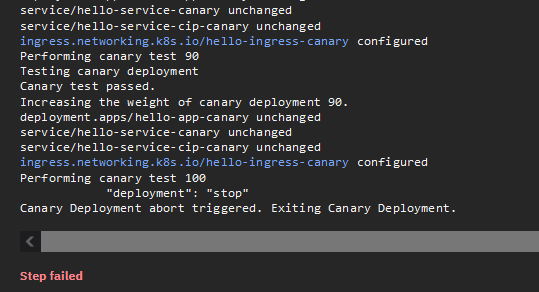 service/hello-service-canary unchanged
service/hello-service-cip-canary unchanged
ingress.networking.k8s.io/hello-ingress-canary configured
Performing canary test 90
Testing canary deployment
Canary test passed.
Increasing the weight of canary deployment 90.
deployment.apps/hello-app-canary unchanged
service/hello-service-canary unchanged
service/hello-service-cip-canary unchanged
ingress.networking.k8s.io/hello-ingress-canary configured
Performing canary test 100
"deployment": "stop"
Canary Deployment abort triggered. Exiting Canary Deployment.
Step failed